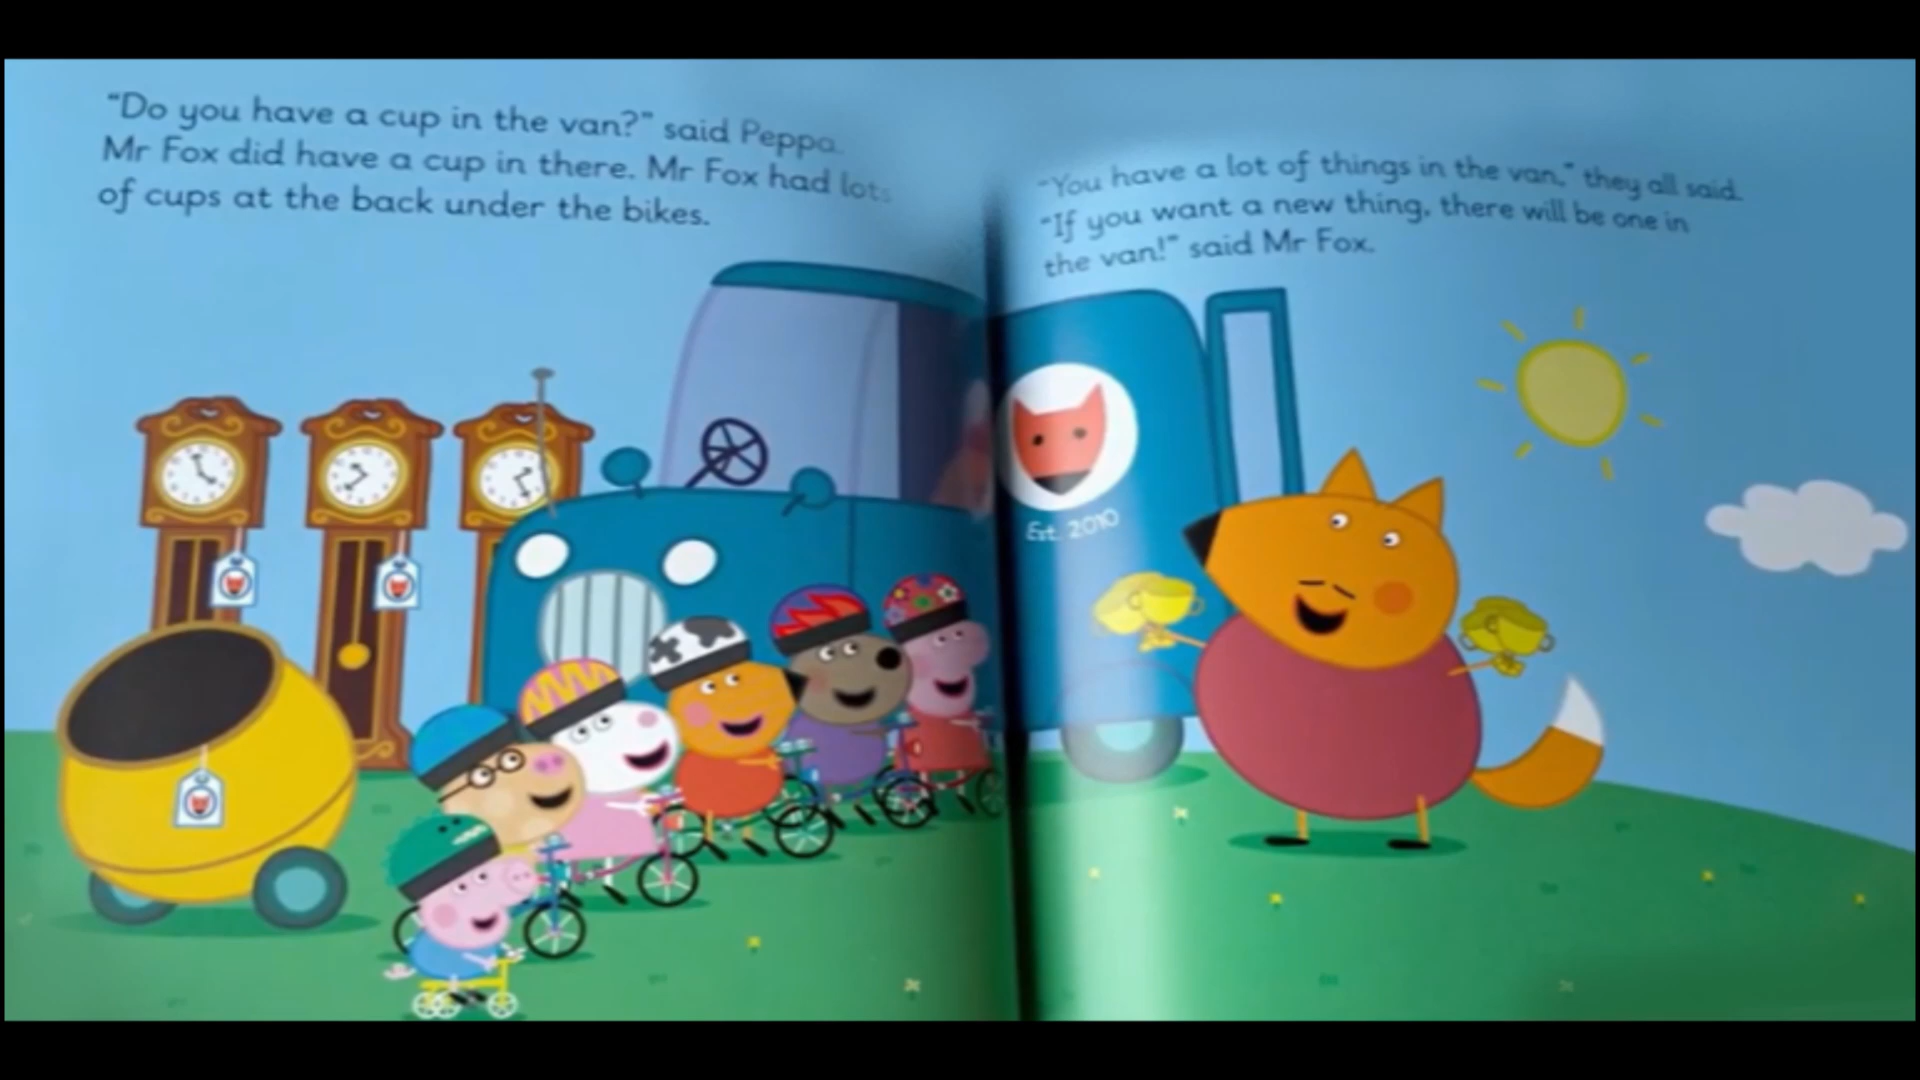 “Do you have a cup in the van?” said Peppa.
Mr Fox did have a cup in there. Mr Fox had lots
of cups at the back under the bikes.
“You have a lot of things in the van,” they all said.
“If you want a new thing, there will be one in
the van!” said Mr Fox.
Est. 2010